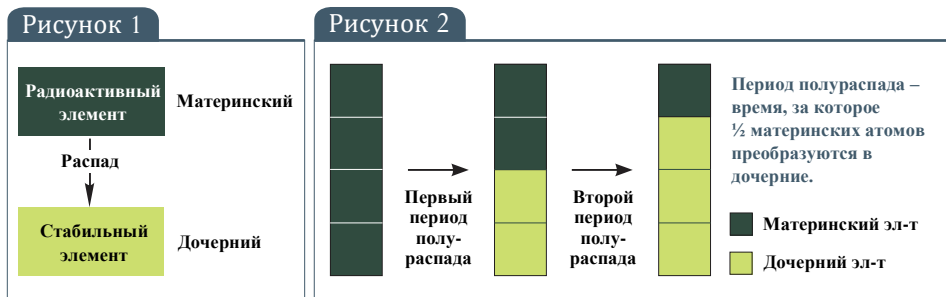 Рисунок 1
Радиоактивный
элемент
Материнский
Распад
Стабильный
элемент
Дочерний
Рисунок 2
Первый
период
полу-
распада
Второй
период
полу-
распада
Период полураспада –
время, за которое
½ материнских атомов
преобразуются в
дочерние.
Материнский эл-т
Дочерний эл-т